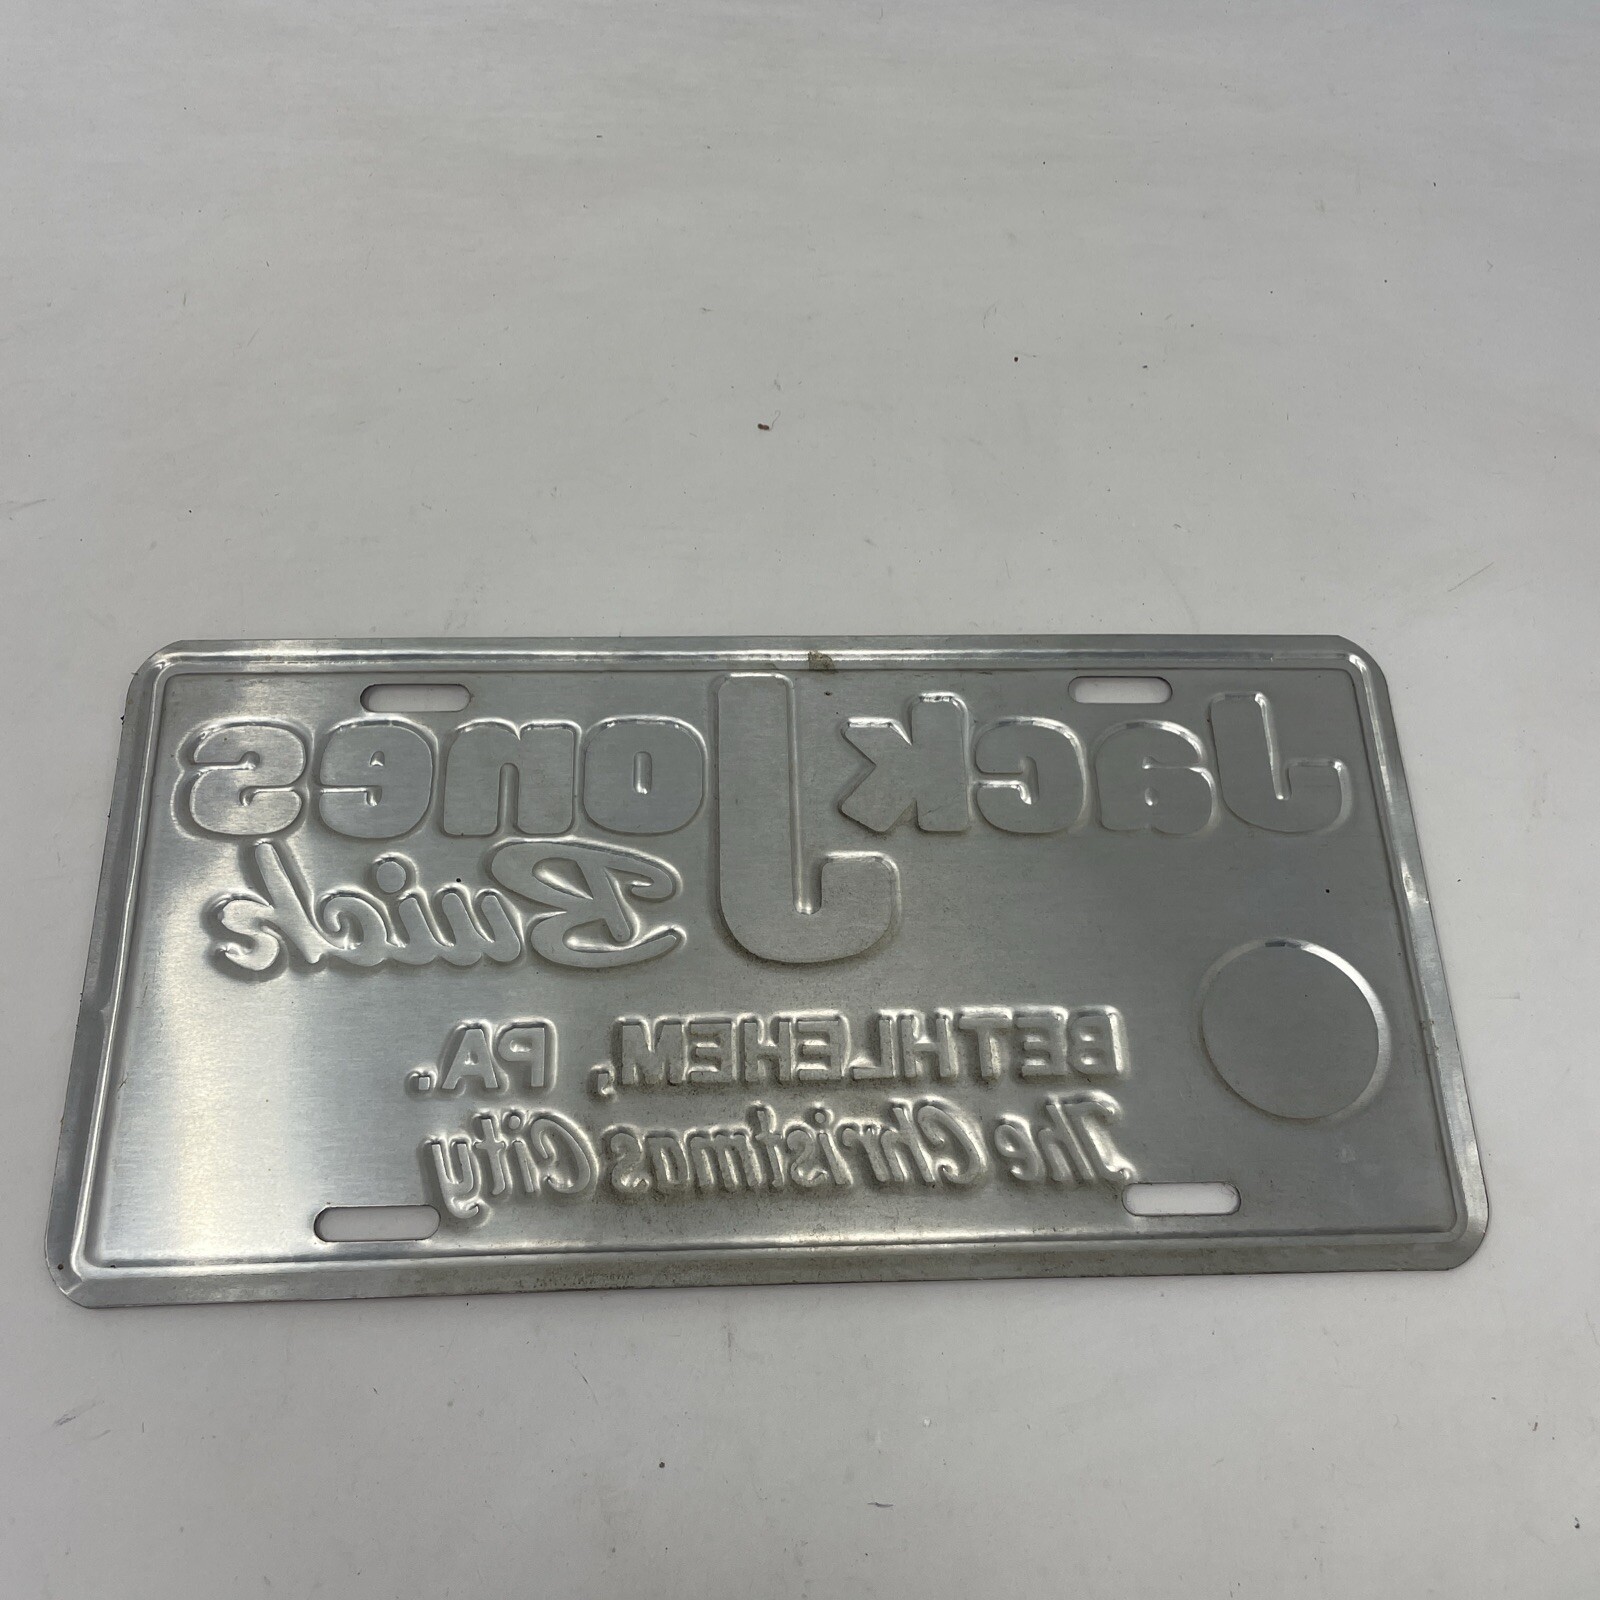 Jack Jones
Buick
BETHLEHEM, PA.
The Christmas City